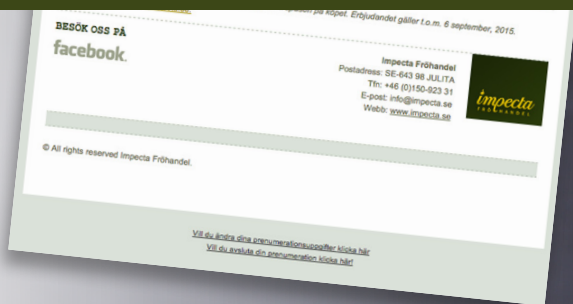 på köpet. Erbjudandet gäller t.o.m. 6 september, 2015.
BESÖK OSS PÅ
facebook.
Impecta Fröhandel
Postadress: SE-643 98 JULITA
Tfn: +46 (0)150-923 31
E-post: info@impecta.se
Webb: www.impecta.se
impecta
FRÖHANDEL
© All rights reserved Impecta Fröhandel.
Vill du ändra dina prenumerationsuppgifter klicka här
Vill du avsluta din prenumeration klicka här!